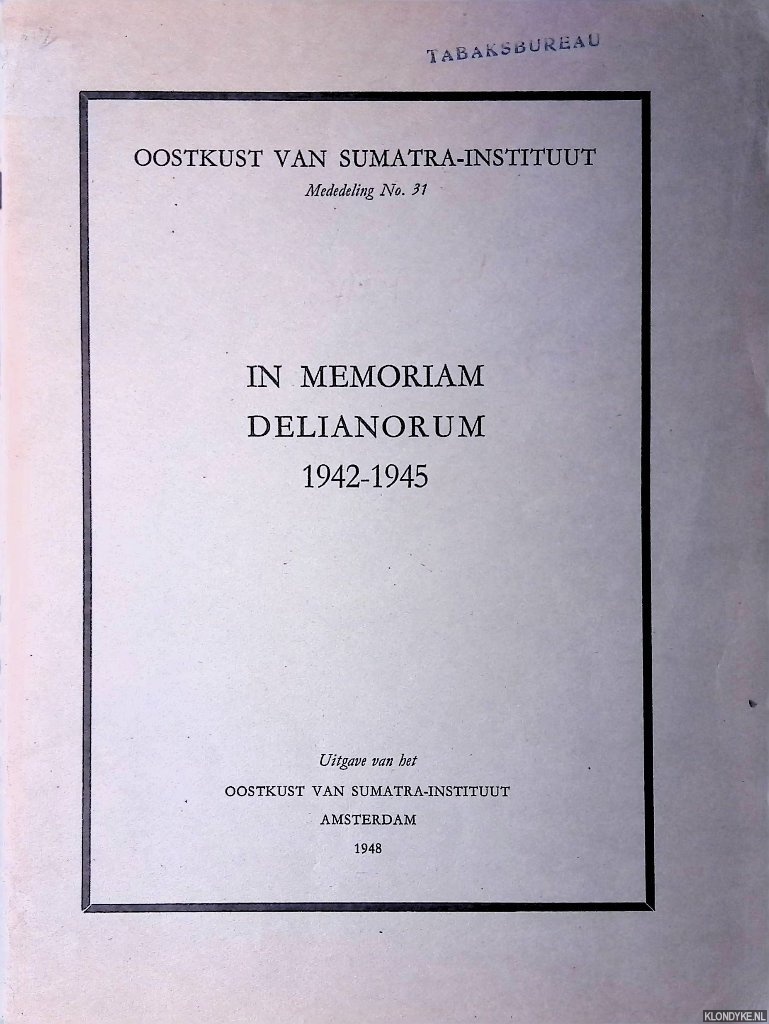 TABAKSBUREAU
OOSTKUST VAN SUMATRA-INSTITUUT
Mededeling No. 31
IN MEMORIAM
DELIANORUM
1942-1945
Uitgave van het
OOSTKUST VAN SUMATRA-INSTITUUT
AMSTERDAM
1948
KLONDYKE.NL